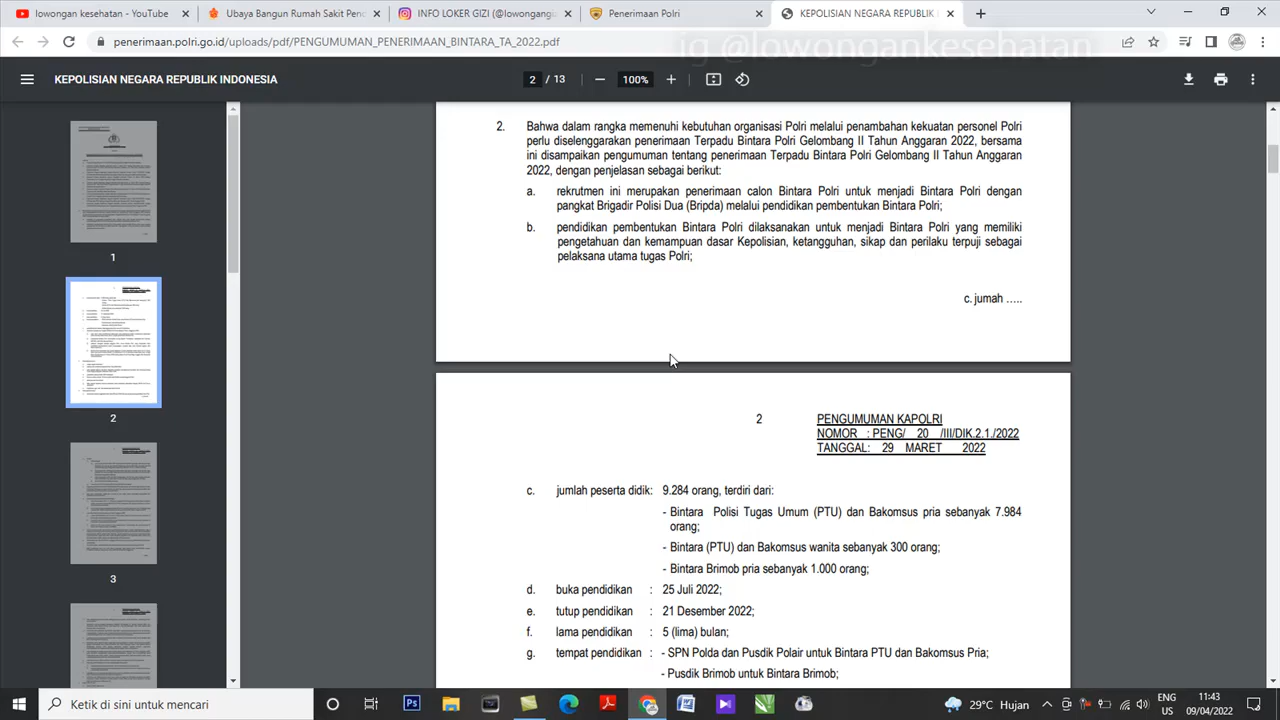 lowongan kesehatan - YouTube
Ubaya Bangun Rumah Sakit Pend
INFO LOKER GIZI (@lowongangi
Penerimaan Polri
KEPOLISIAN NEGARA REPUBLIK I
penerimaan.polri.go.id/uploads/pdf/PENGUMUMAN_PENERIMAAN_BINTARA_TA_2022.pdf
ig @lowongankesehatan
KEPOLISIAN NEGARA REPUBLIK INDONESIA
2 / 13
100%
2. Bahwa dalam rangka memenuhi kebutuhan organisasi Polri melalui penambahan kekuatan personel Polri
perlu diselenggarakan penerimaan Terpadu Bintara Polri Gelombang II Tahun Anggaran 2022, bersama
ini disampaikan pengumuman tentang penerimaan Terpadu Bintara Polri Gelombang II Tahun Anggaran
2022, dengan penjelasan sebagai berikut:
a. rekrutmen ini merupakan penerimaan calon Bintara Polri untuk menjadi Bintara Polri dengan
pangkat Brigadir Polisi Dua (Bripda) melalui pendidikan pembentukan Bintara Polri;
b. pendidikan pembentukan Bintara Polri dilaksanakan untuk menjadi Bintara Polri yang memiliki
pengetahuan dan kemampuan dasar Kepolisian, ketangguhan, sikap dan perilaku terpuji sebagai
pelaksana utama tugas Polri;
c. jumah .....
2
PENGUMUMAN KAPOLRI
NOMOR : PENG/ 20 /III/DIK.2.1./2022
TANGGAL: 29 MARET 2022
c. jumlah peserta didik: 9.284 orang, terdiri dari:
- Bintara Polisi Tugas Umum (PTU) dan Bakomsus pria sebanyak 7.984
orang;
- Bintara (PTU) dan Bakomsus wanita sebanyak 300 orang;
- Bintara Brimob pria sebanyak 1.000 orang;
d. buka pendidikan : 25 Juli 2022;
e. tutup pendidikan : 21 Desember 2022;
f. lama pendidikan : 5 (lima) bulan;
g. tempat pendidikan : - SPN Polda dan Pusdik Polair untuk Bintara PTU dan Bakomsus Pria;
- Pusdik Brimob untuk Bintara Brimob;
1
2
3
Ketik di sini untuk mencari
29°C Hujan
ENG
US
11:43
09/04/2022